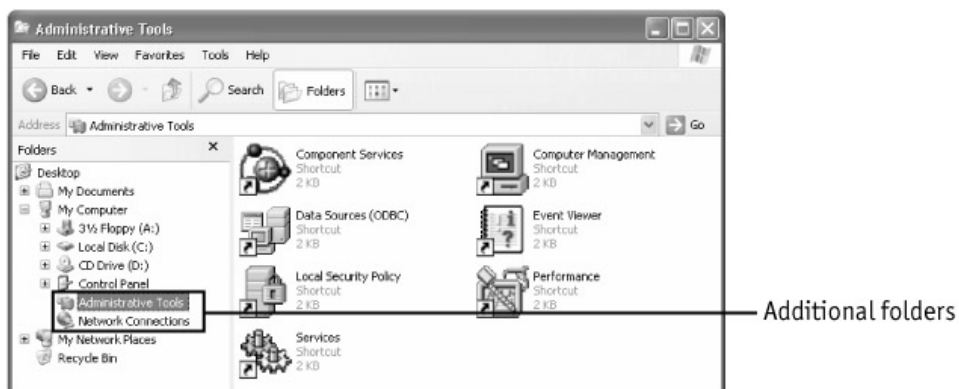 Administrative Tools
File Edit View Favorites Tools Help
Back Search Folders
Address Administrative Tools Go
Folders
Desktop
My Documents
My Computer
3½ Floppy (A:)
Local Disk (C:)
CD Drive (D:)
Control Panel
Administrative Tools
Network Connections
My Network Places
Recycle Bin
Component Services
Shortcut
2 KB
Computer Management
Shortcut
2 KB
Data Sources (ODBC)
Shortcut
2 KB
Event Viewer
Shortcut
2 KB
Local Security Policy
Shortcut
2 KB
Performance
Shortcut
2 KB
Services
Shortcut
2 KB
Additional folders